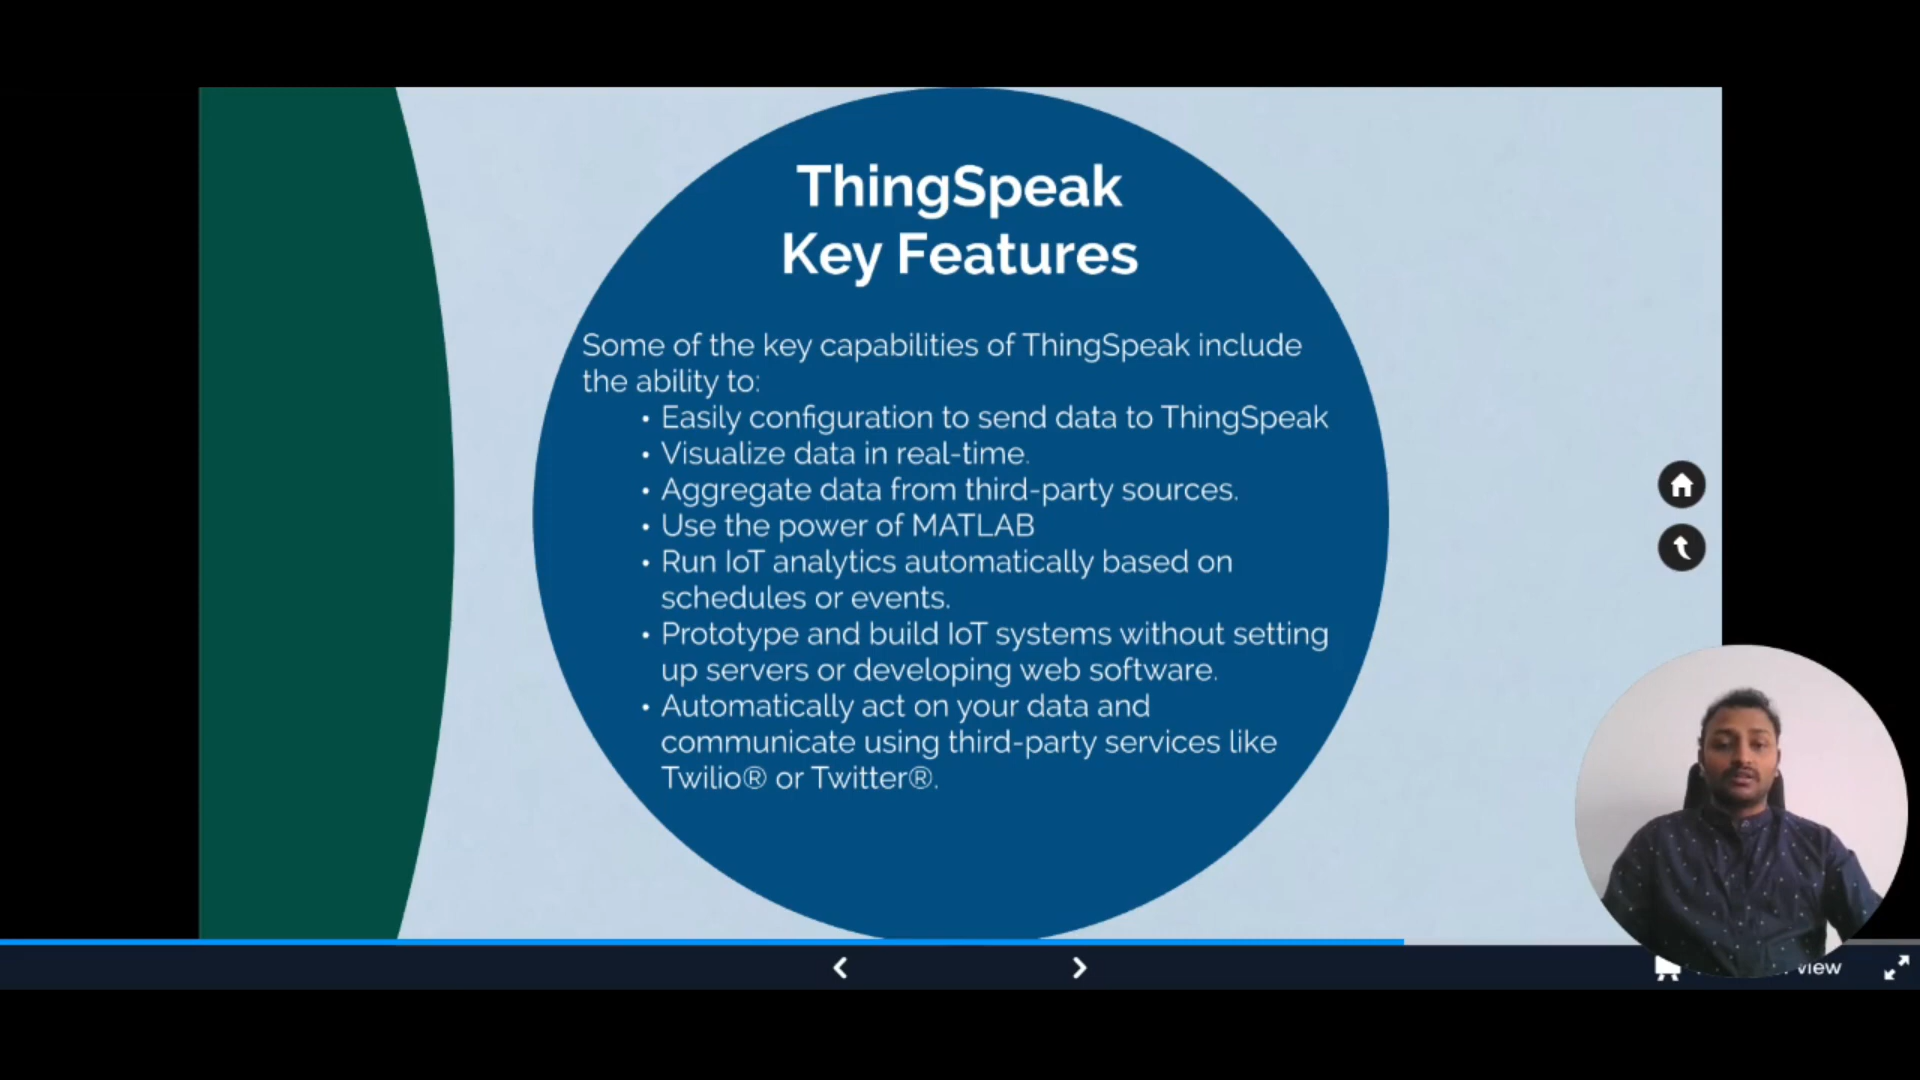 ThingSpeak
Key Features
Some of the key capabilities of ThingSpeak include
the ability to:
• Easily configuration to send data to ThingSpeak
• Visualize data in real-time.
• Aggregate data from third-party sources.
• Use the power of MATLAB
• Run IoT analytics automatically based on
schedules or events.
• Prototype and build IoT systems without setting
up servers or developing web software.
• Automatically act on your data and
communicate using third-party services like
Twilio® or Twitter®.
view